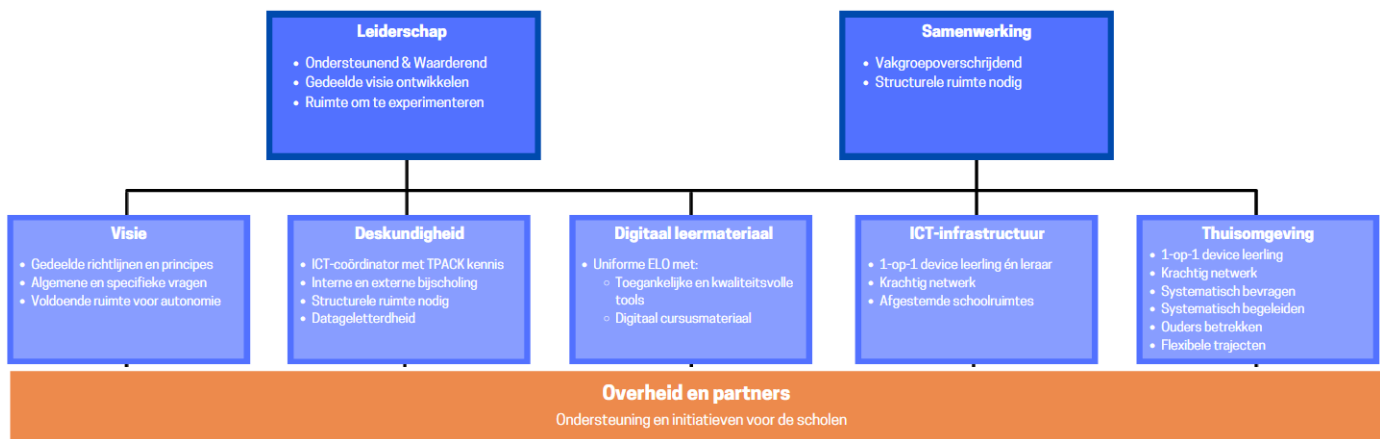 Leiderschap
• Ondersteunend & Waarderend
• Gedeelde visie ontwikkelen
• Ruimte om te experimenteren
Samenwerking
• Vakgroepoverschrijdend
• Structurele ruimte nodig
Visie
• Gedeelde richtlijnen en principes
• Algemene en specifieke vragen
• Voldoende ruimte voor autonomie
Deskundigheid
• ICT-coördinator met TPACK kennis
• Interne en externe bijscholing
• Structurele ruimte nodig
• Datageletterdheid
Digitaal leermateriaal
• Uniforme ELO met:
○ Toegankelijke en kwaliteitsvolle
tools
○ Digitaal cursusmateriaal
ICT-infrastructuur
• 1-op-1 device leerling én leraar
• Krachtig netwerk
• Afgestemde schoolruimtes
Thuisomgeving
• 1-op-1 device leerling
• Krachtig netwerk
• Systematisch bevragen
• Systematisch begeleiden
• Ouders betrekken
• Flexibele trajecten
Overheid en partners
Ondersteuning en initiatieven voor de scholen